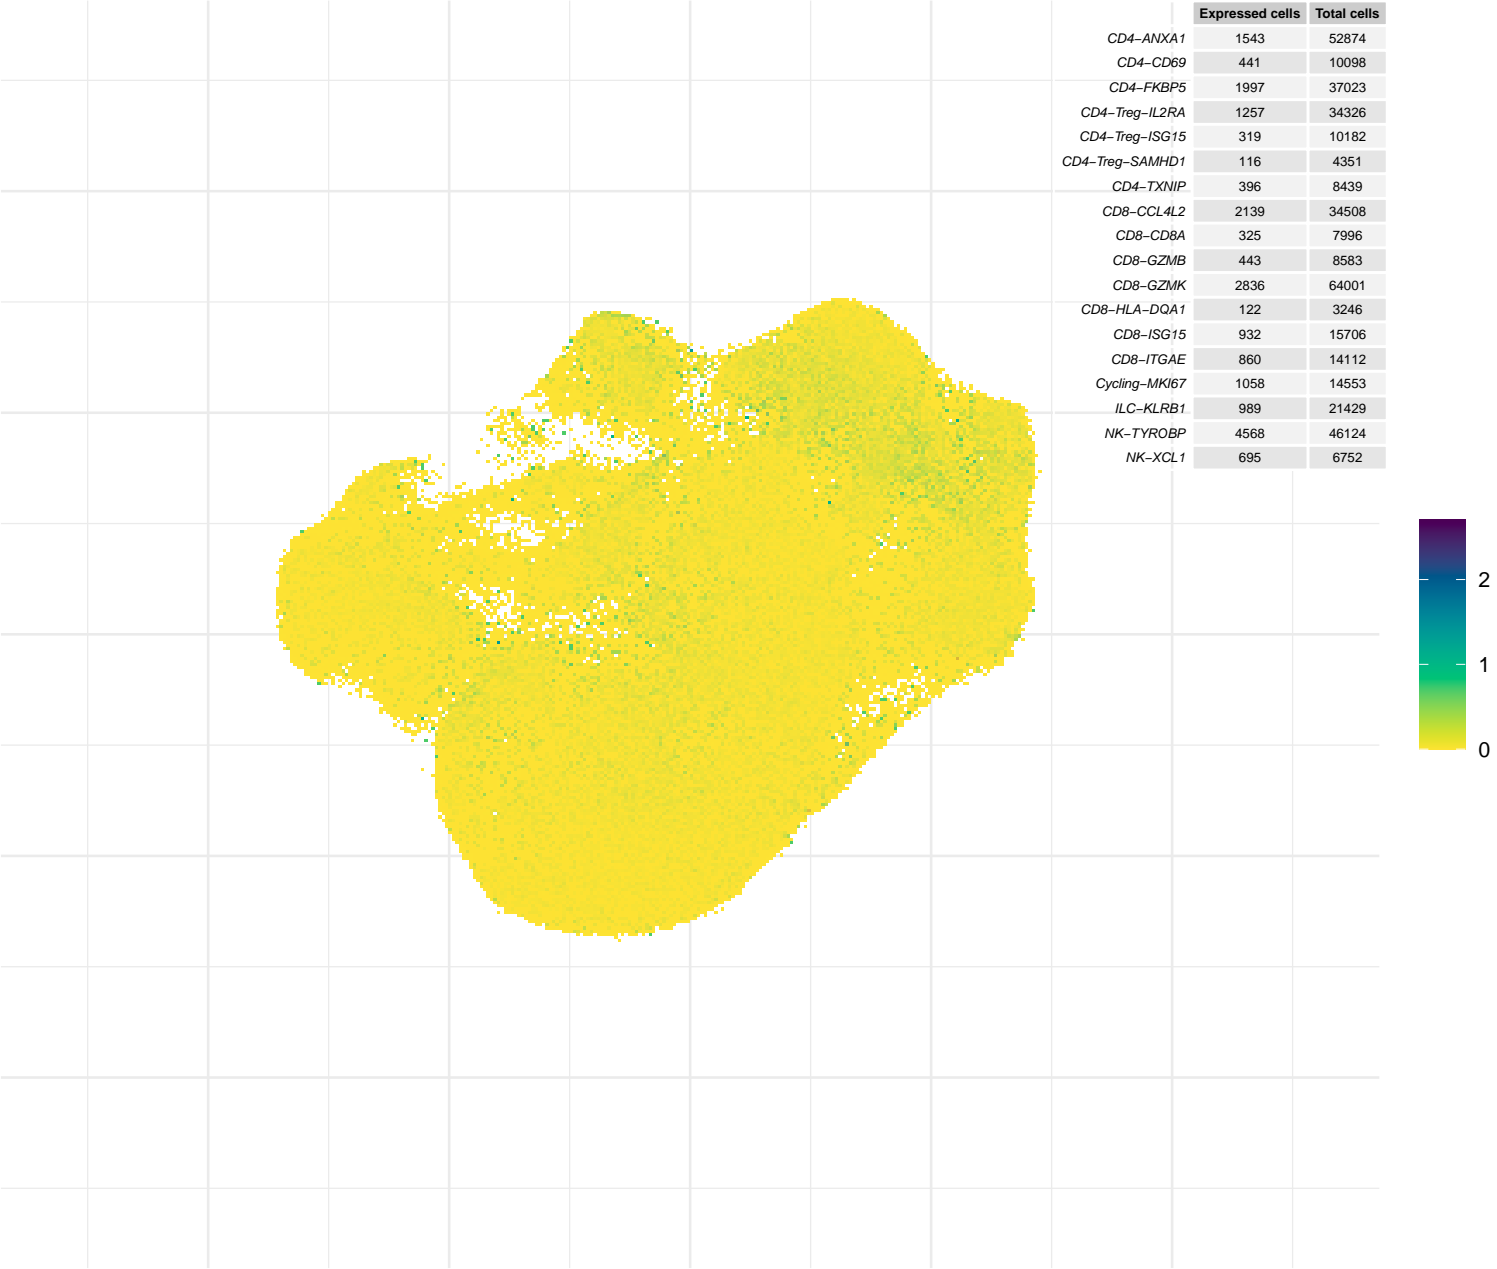 Expressed cells Total cells
CD4−ANXA1 1543 52874
CD4−CD69 441 10098
CD4−FKBP5 1997 37023
CD4−Treg−IL2RA 1257 34326
CD4−Treg−ISG15 319 10182
CD4−Treg−SAMHD1 116 4351
CD4−TXNIP 396 8439
CD8−CCL4L2 2139 34508
CD8−CD8A 325 7996
CD8−GZMB 443 8583
CD8−GZMK 2836 64001
CD8−HLA−DQA1 122 3246
CD8−ISG15 932 15706
CD8−ITGAE 860 14112
Cycling−MKI67 1058 14553
ILC−KLRB1 989 21429
NK−TYROBP 4568 46124
NK−XCL1 695 6752
2
1
0